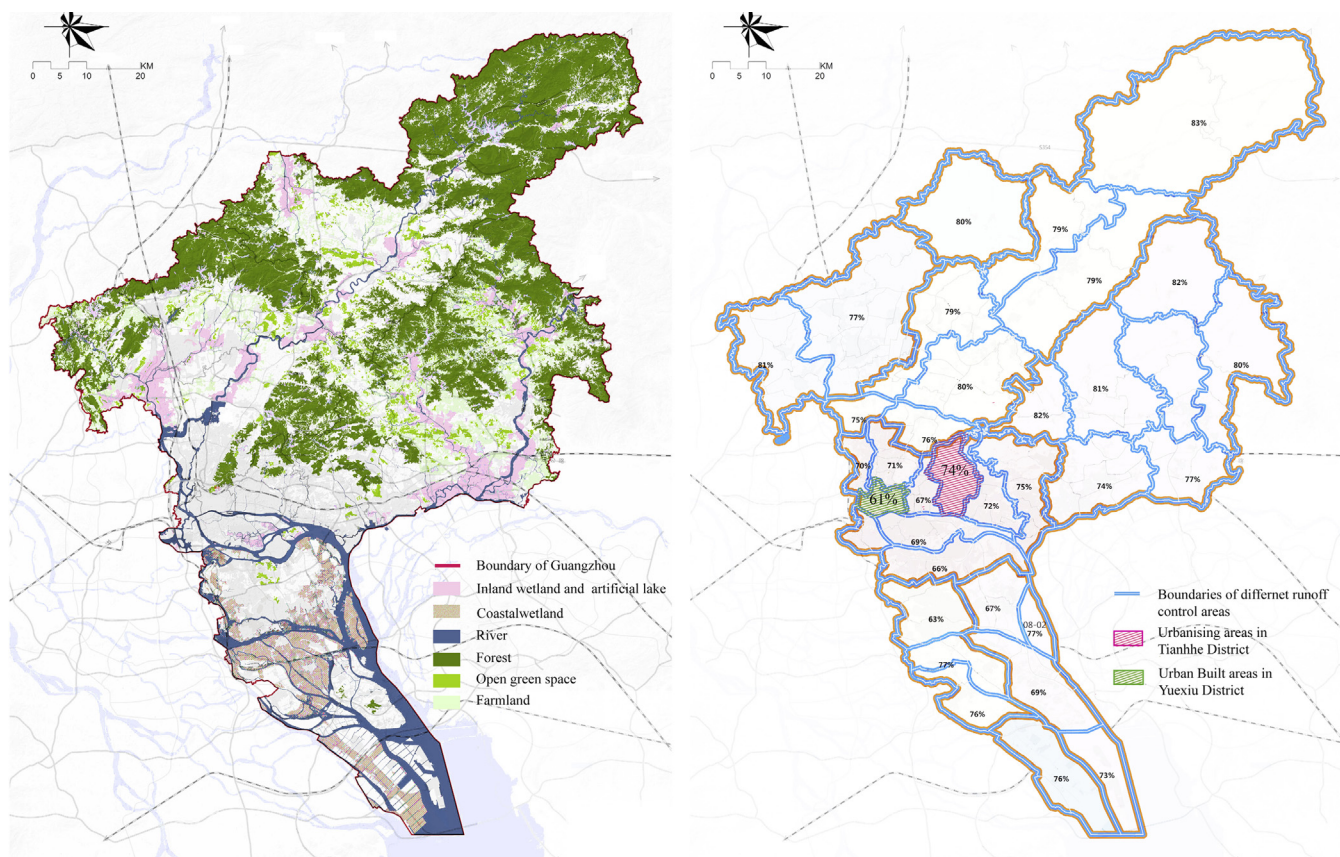 0 5 10 20 KM
Boundary of Guangzhou
Inland wetland and artificial lake
Coastalwetland
River
Forest
Open green space
Farmland
0 5 10 20 KM
83%
80%
79%
79%
82%
77%
79%
81%
80%
80%
81%
82%
75%
76%
70%
71%
74%
75%
74%
77%
61%
67%
72%
69%
66%
67%
63%
08-02
77%
77%
69%
76%
76%
73%
Boundaries of differnet runoff
control areas
Urbanising areas in
Tianhhe District
Urban Built areas in
Yuexiu District